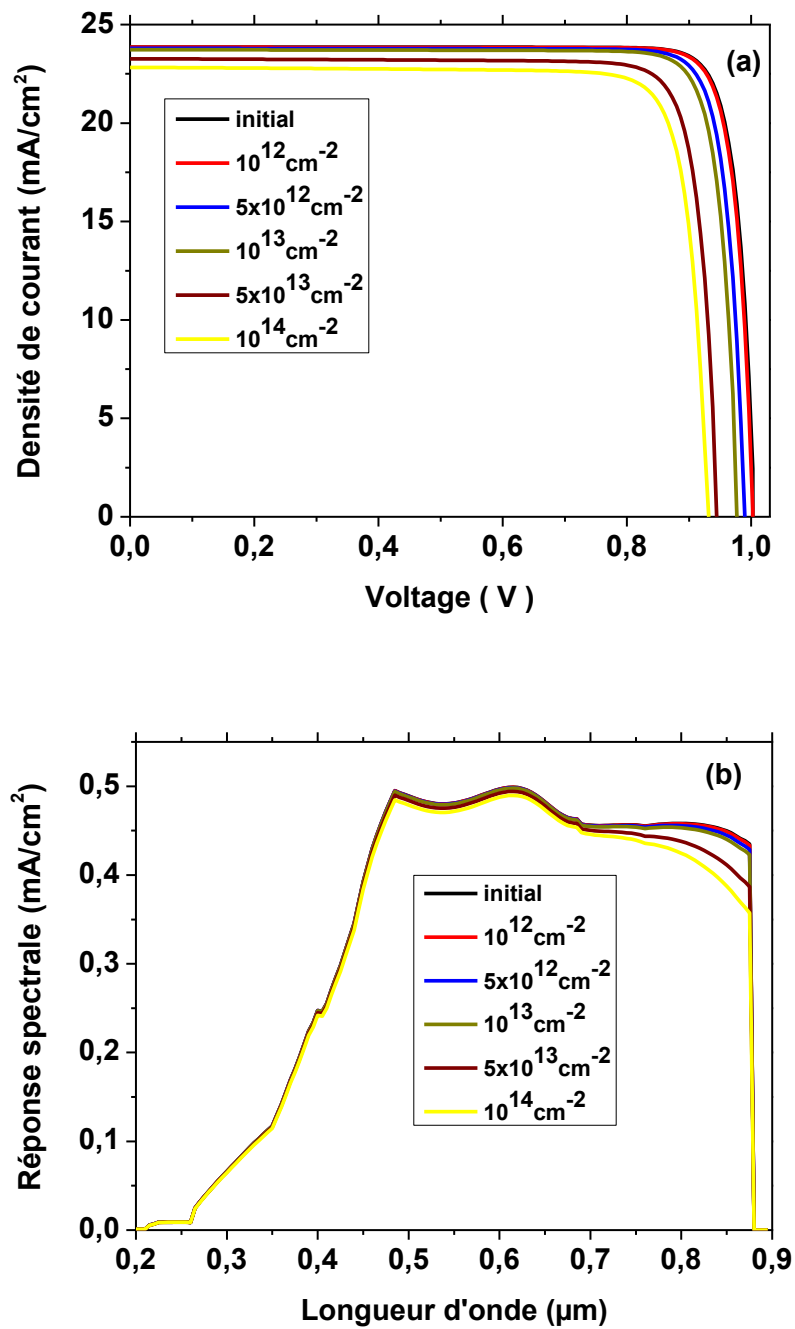 25
20
15
10
5
0
Densité de courant (mA/cm²)
(a)
initial
10¹²cm⁻²
5x10¹²cm⁻²
10¹³cm⁻²
5x10¹³cm⁻²
10¹⁴cm⁻²
0,0 0,2 0,4 0,6 0,8 1,0
Voltage ( V )
0,5
0,4
0,3
0,2
0,1
0,0
Réponse spectrale (mA/cm²)
(b)
initial
10¹²cm⁻²
5x10¹²cm⁻²
10¹³cm⁻²
5x10¹³cm⁻²
10¹⁴cm⁻²
0,2 0,3 0,4 0,5 0,6 0,7 0,8 0,9
Longueur d'onde (µm)